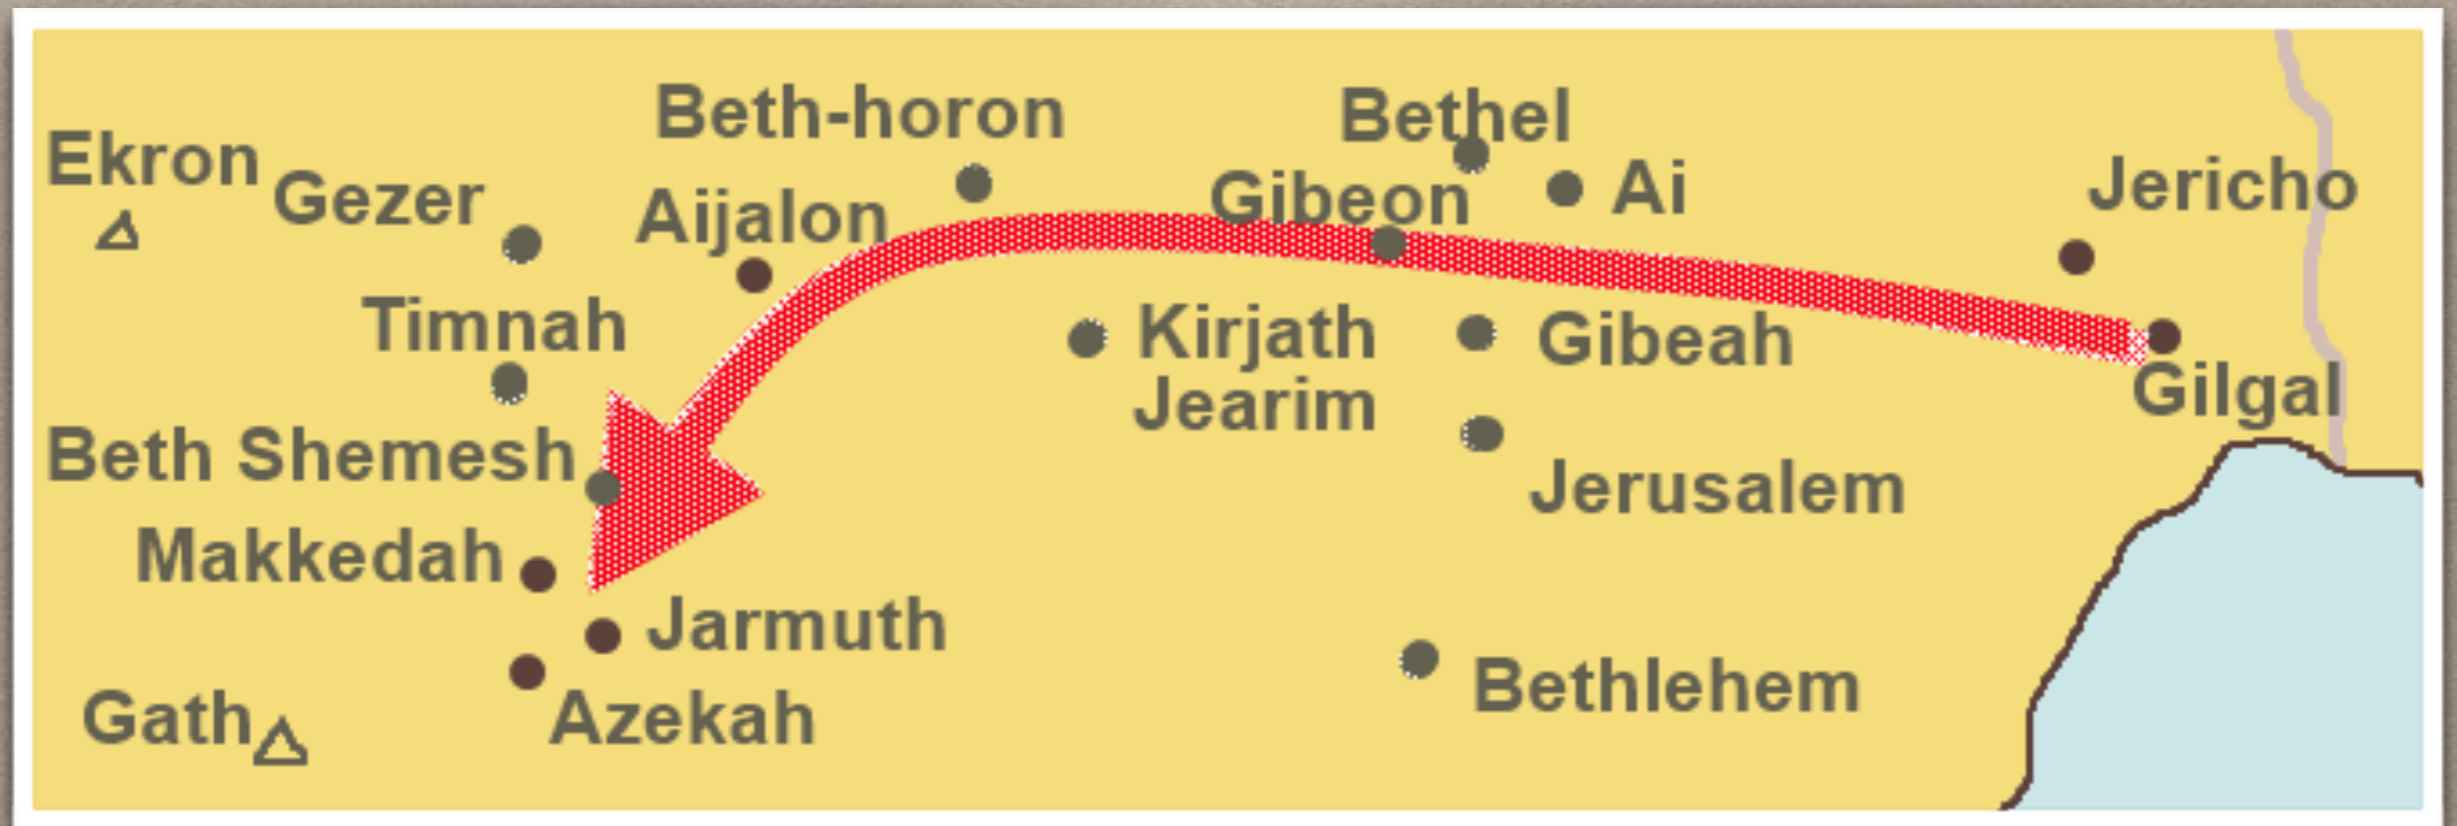 Beth-horon
Bethel
Ekron
Gezer
Aijalon
Gibeon
Ai
Jericho
Timnah
Kirjath
Jearim
Gibeah
Gilgal
Beth Shemesh
Jerusalem
Makkedah
Jarmuth
Azekah
Gath
Bethlehem